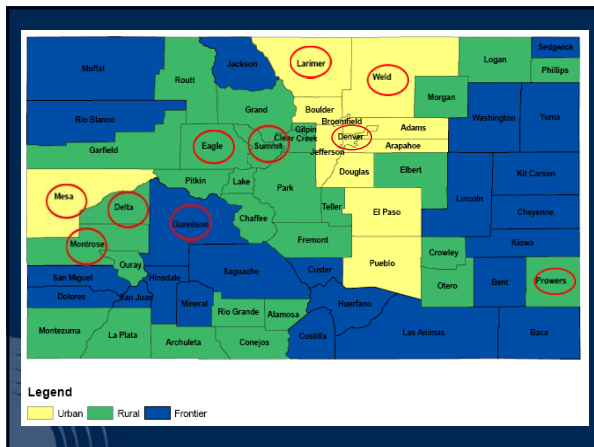 Sedgwick
Moffat
Jackson
Larimer
Weld
Logan
Phillips
Routt
Morgan
Grand
Boulder
Washington
Yuma
Rio Blanco
Broomfield
Gilpin
Adams
Clear Creek
Denver
Garfield
Eagle
Summit
Jefferson
Arapahoe
Douglas
Elbert
Kit Carson
Pitkin
Lake
Park
Mesa
Delta
Teller
Lincoln
El Paso
Cheyenne
Gunnison
Chaffee
Montrose
Fremont
Kiowa
Crowley
Ouray
Pueblo
San Miguel
Hinsdale
Saguache
Custer
Otero
Bent
Prowers
Dolores
San Juan
Mineral
Huerfano
Rio Grande
Alamosa
Montezuma
La Plata
Archuleta
Conejos
Costilla
Las Animas
Baca
Legend
Urban
Rural
Frontier